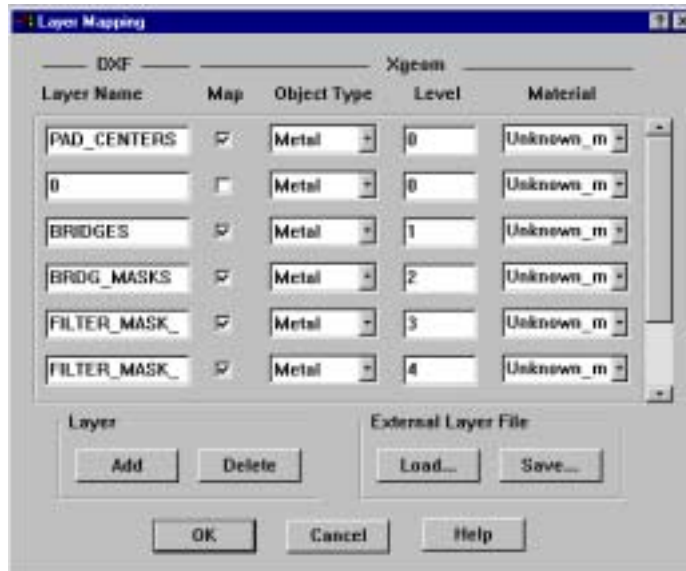 Layer Mapping
DXF Xgeom
Layer Name Map Object Type Level Material
PAD_CENTERS Metal 0 Unknown_m
0 Metal 0 Unknown_m
BRIDGES Metal 1 Unknown_m
BRDG_MASKS Metal 2 Unknown_m
FILTER_MASK_ Metal 3 Unknown_m
FILTER_MASK_ Metal 4 Unknown_m
Layer External Layer File
Add Delete Load... Save...
OK Cancel Help